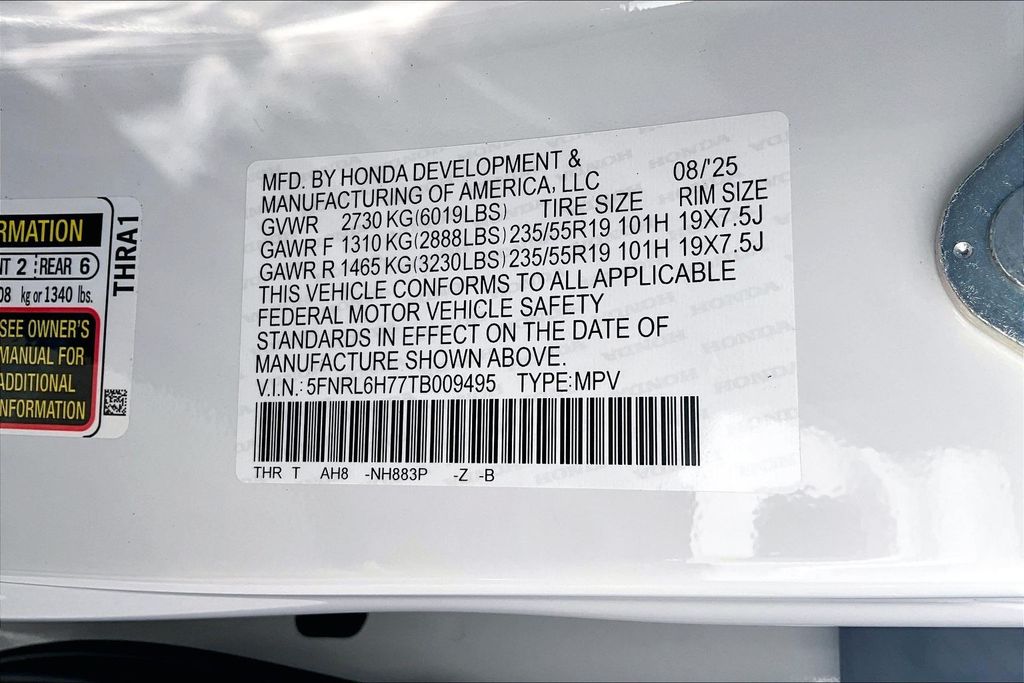 RMATION
NT 2 REAR 6
08 kg or 1340 lbs.
SEE OWNER'S
MANUAL FOR
ADDITIONAL
INFORMATION
THRA1
MFD. BY HONDA DEVELOPMENT &
MANUFACTURING OF AMERICA, LLC 08/'25
GVWR 2730 KG(6019LBS) TIRE SIZE RIM SIZE
GAWR F 1310 KG(2888LBS) 235/55R19 101H 19X7.5J
GAWR R 1465 KG(3230LBS) 235/55R19 101H 19X7.5J
THIS VEHICLE CONFORMS TO ALL APPLICABLE
FEDERAL MOTOR VEHICLE SAFETY
STANDARDS IN EFFECT ON THE DATE OF
MANUFACTURE SHOWN ABOVE.
V.I.N.: 5FNRL6H77TB009495 TYPE:MPV
THR T AH8 -NH883P -Z -B